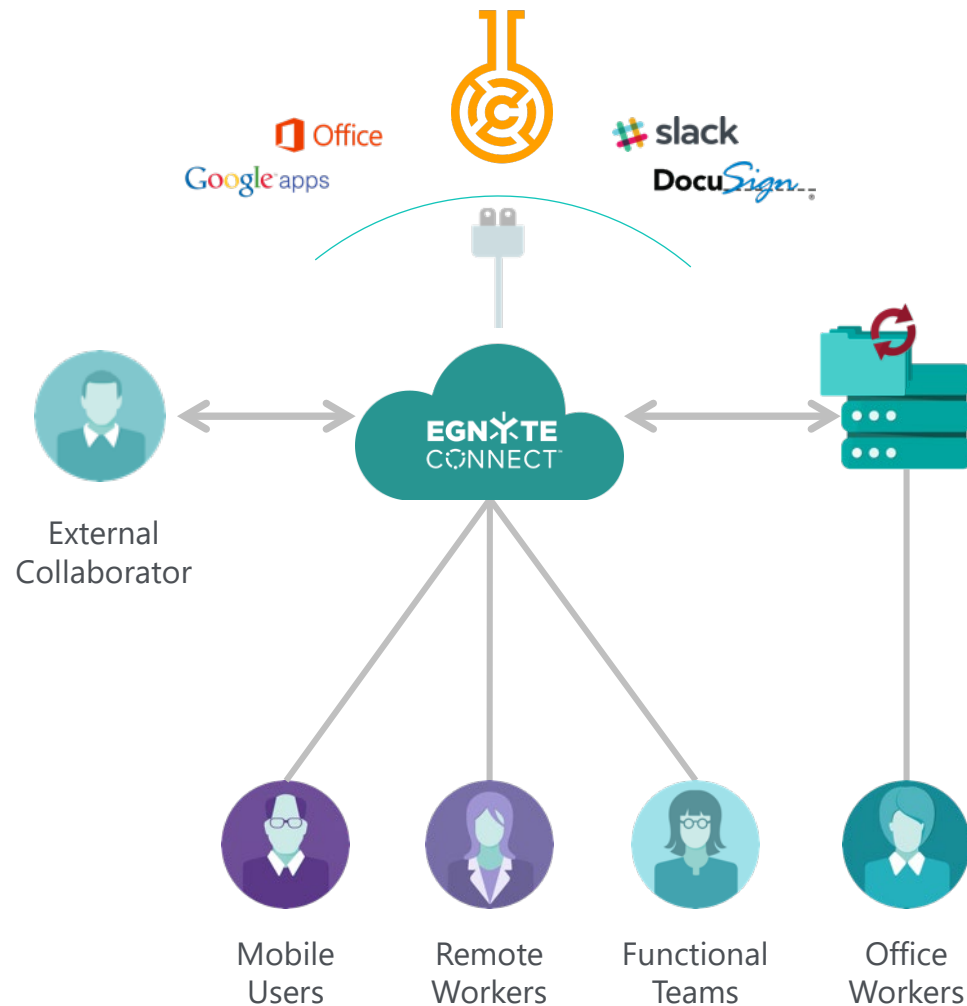 Office
slack
Google apps
DocuSign
EGNYTE
CONNECT
External
Collaborator
Mobile
Users
Remote
Workers
Functional
Teams
Office
Workers